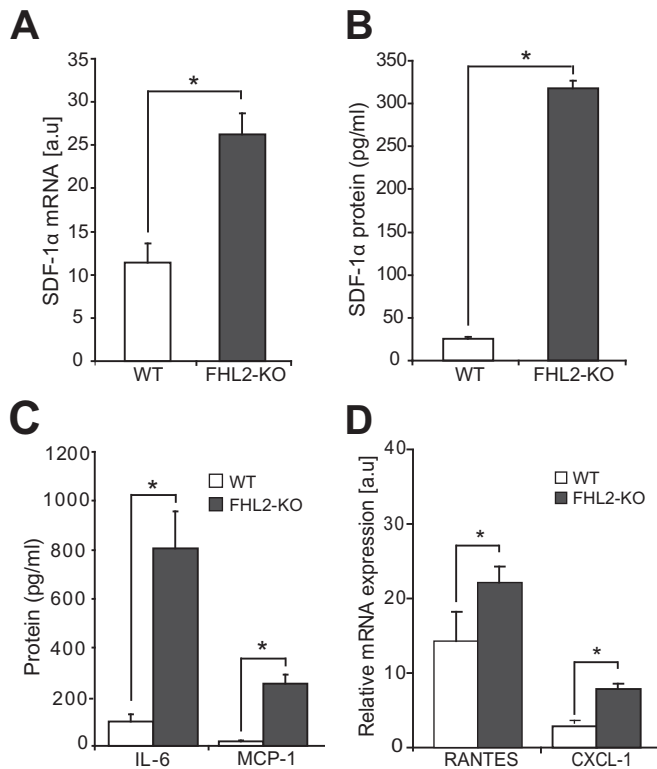 A
SDF-1α mRNA [a.u]
35
30
25
20
15
10
5
0
*
WT
FHL2-KO
B
SDF-1α protein (pg/ml)
350
300
250
200
150
100
50
0
*
WT
FHL2-KO
C
Protein (pg/ml)
1200
1000
800
600
400
200
0
WT
FHL2-KO
*
*
IL-6
MCP-1
D
Relative mRNA expression [a.u]
40
30
20
10
0
WT
FHL2-KO
*
*
RANTES
CXCL-1